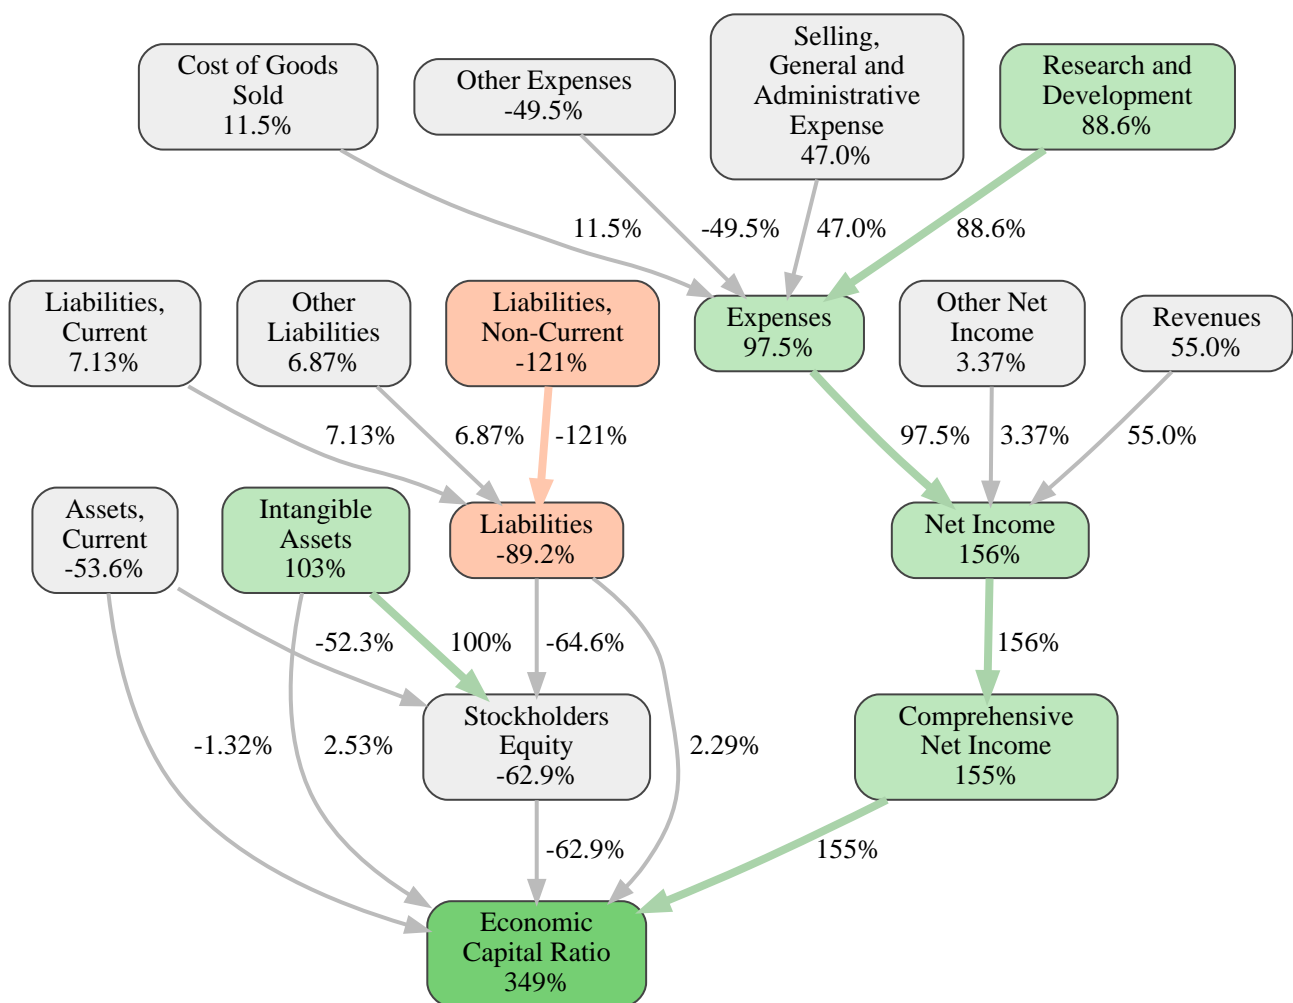 Cost of Goods
Sold
11.5%
Other Expenses
-49.5%
Selling,
General and
Administrative
Expense
47.0%
Research and
Development
88.6%
11.5%
-49.5%
47.0%
88.6%
Liabilities,
Current
7.13%
Other
Liabilities
6.87%
Liabilities,
Non-Current
-121%
Expenses
97.5%
Other Net
Income
3.37%
Revenues
55.0%
7.13%
6.87%
-121%
97.5%
3.37%
55.0%
Assets,
Current
-53.6%
Intangible
Assets
103%
Liabilities
-89.2%
Net Income
156%
-52.3%
100%
-64.6%
156%
Stockholders
Equity
-62.9%
Comprehensive
Net Income
155%
-1.32%
2.53%
2.29%
-62.9%
155%
Economic
Capital Ratio
349%